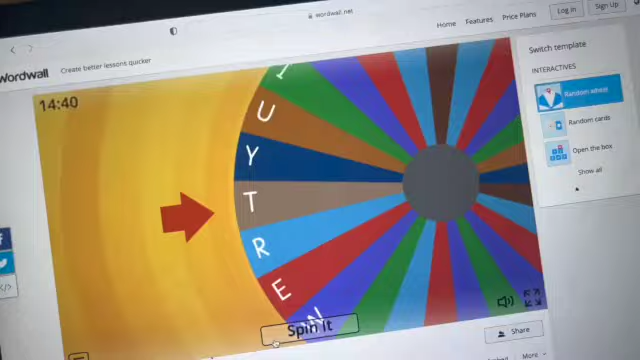 wordwall.net
Home Features Price Plans Log In Sign Up
Wordwall Create better lessons quicker
Switch template
INTERACTIVES
Random wheel
Random cards
Open the box
Show all
14:40
I
U
Y
T
R
E
W
Spin it
Share
More